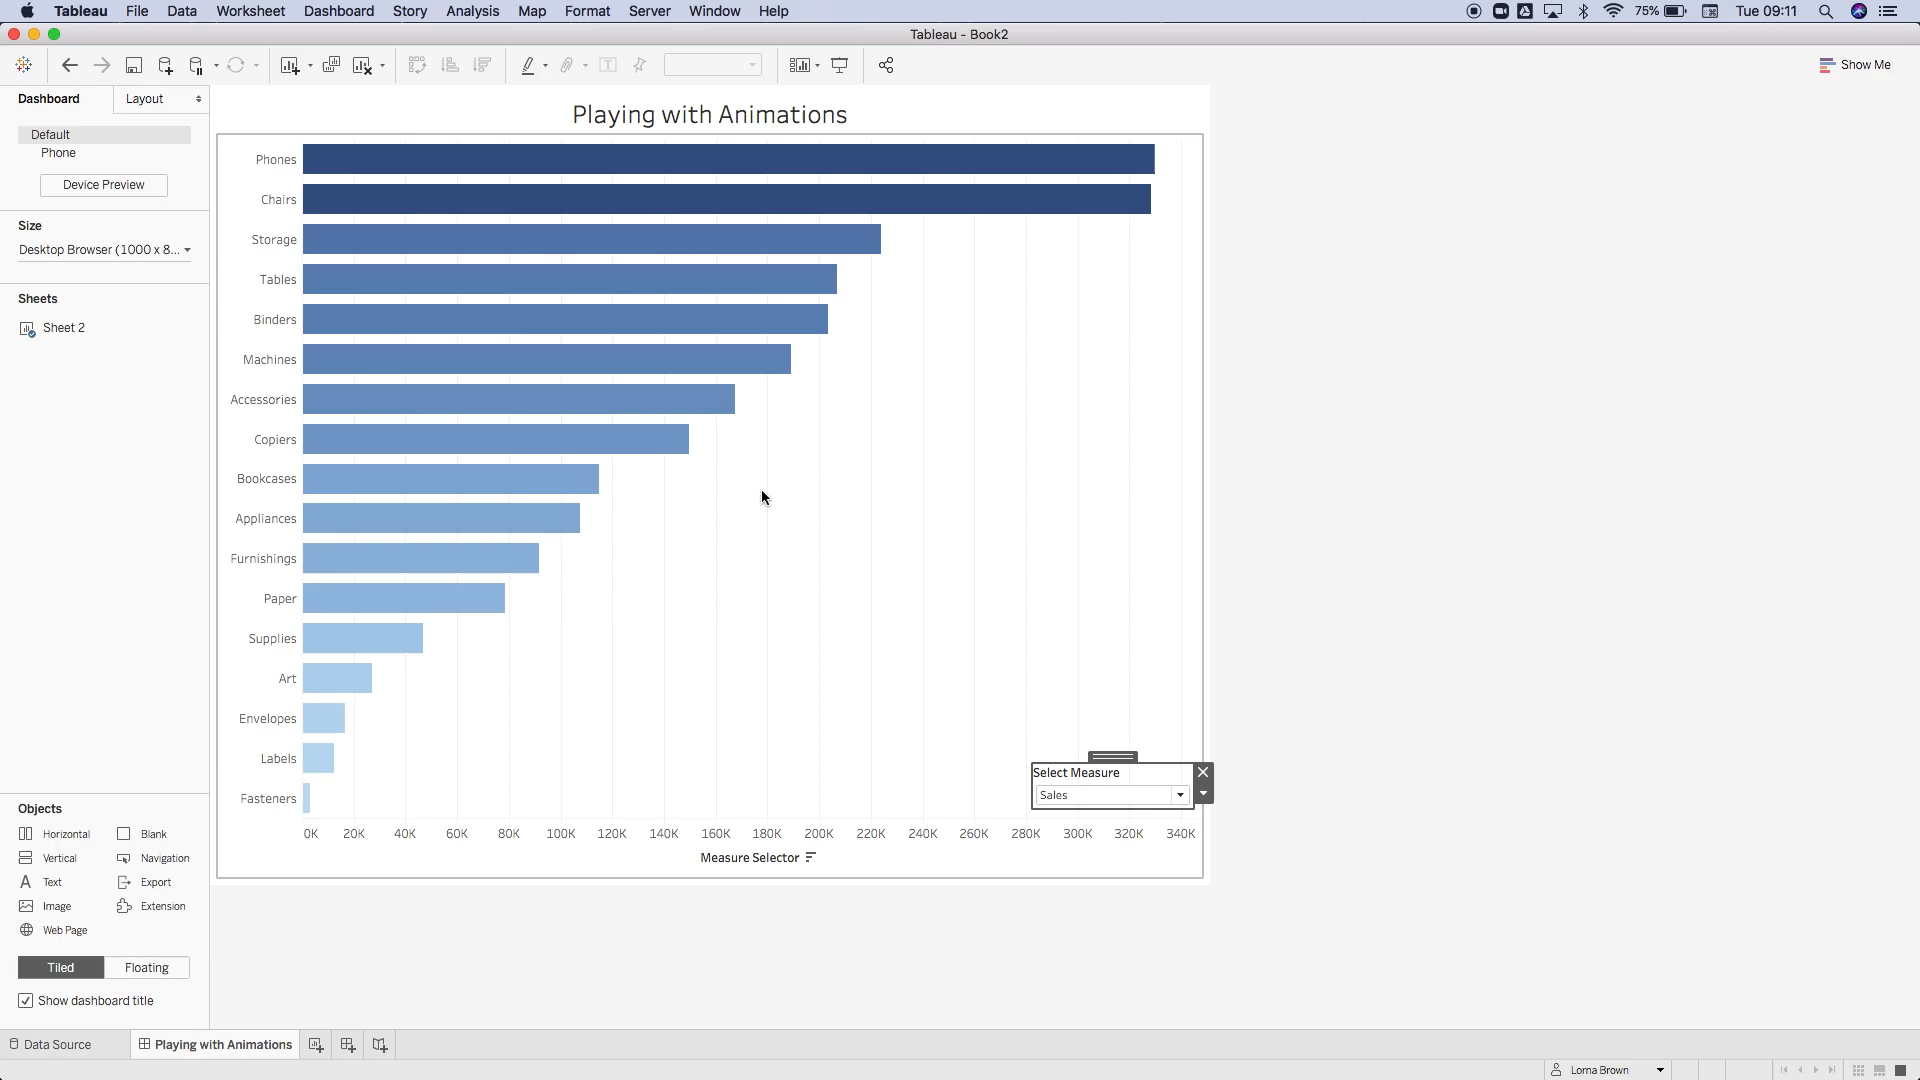 Tableau File Data Worksheet Dashboard Story Analysis Map Format Server Window Help 75% Tue 09:11
Tableau - Book2
Show Me
Dashboard Layout
Default
Phone
Device Preview
Size
Desktop Browser (1000 x 8...
Sheets
Sheet 2
Playing with Animations
Phones
Chairs
Storage
Tables
Binders
Machines
Accessories
Copiers
Bookcases
Appliances
Furnishings
Paper
Supplies
Art
Envelopes
Labels
Fasteners
Select Measure
Sales
0K 20K 40K 60K 80K 100K 120K 140K 160K 180K 200K 220K 240K 260K 280K 300K 320K 340K
Measure Selector
Objects
Horizontal Blank
Vertical Navigation
Text Export
Image Extension
Web Page
Tiled Floating
Show dashboard title
Data Source Playing with Animations
Lorna Brown